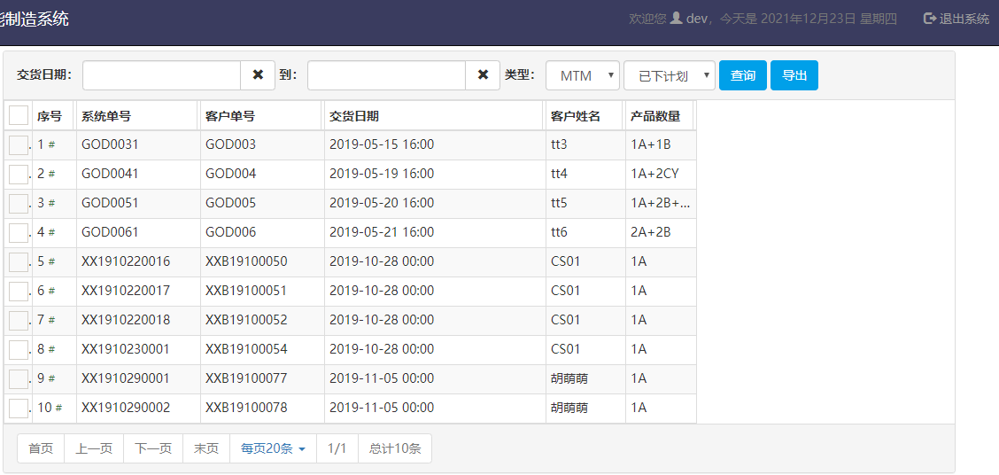 能制造系统
欢迎您 dev，今天是 2021年12月23日 星期四 退出系统
交货日期： 到： 类型： MTM 已下计划 查询 导出
序号 系统单号 客户单号 交货日期 客户姓名 产品数量
1 # GOD0031 GOD003 2019-05-15 16:00 tt3 1A+1B
2 # GOD0041 GOD004 2019-05-19 16:00 tt4 1A+2CY
3 # GOD0051 GOD005 2019-05-20 16:00 tt5 1A+2B+...
4 # GOD0061 GOD006 2019-05-21 16:00 tt6 2A+2B
5 # XX1910220016 XXB19100050 2019-10-28 00:00 CS01 1A
6 # XX1910220017 XXB19100051 2019-10-28 00:00 CS01 1A
7 # XX1910220018 XXB19100052 2019-10-28 00:00 CS01 1A
8 # XX1910230001 XXB19100054 2019-10-28 00:00 CS01 1A
9 # XX1910290001 XXB19100077 2019-11-05 00:00 胡萌萌 1A
10 # XX1910290002 XXB19100078 2019-11-05 00:00 胡萌萌 1A
首页 上一页 下一页 末页 每页20条 1/1 总计10条